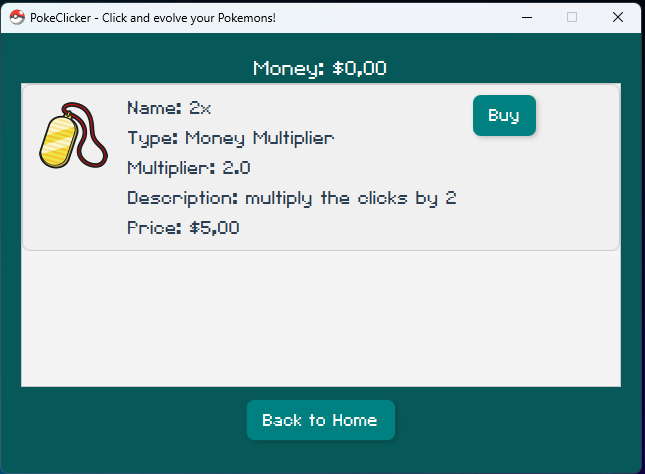 PokeClicker - Click and evolve your Pokemons!
Money: $0,00
Name: 2x
Buy
Type: Money Multiplier
Multiplier: 2.0
Description: multiply the clicks by 2
Price: $5,00
Back to Home